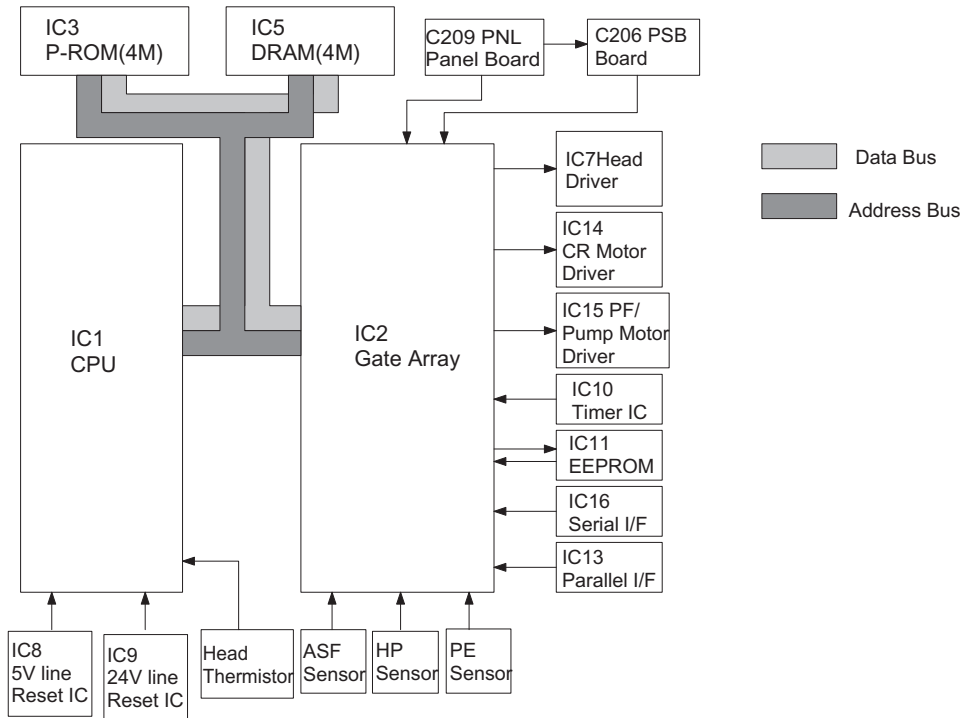 IC3
P-ROM(4M)
IC5
DRAM(4M)
C209 PNL
Panel Board
C206 PSB
Board
IC7Head
Driver
Data Bus
Address Bus
IC14
CR Motor
Driver
IC15 PF/
Pump Motor
Driver
IC1
CPU
IC2
Gate Array
IC10
Timer IC
IC11
EEPROM
IC16
Serial I/F
IC13
Parallel I/F
IC8
5V line
Reset IC
IC9
24V line
Reset IC
Head
Thermistor
ASF
Sensor
HP
Sensor
PE
Sensor